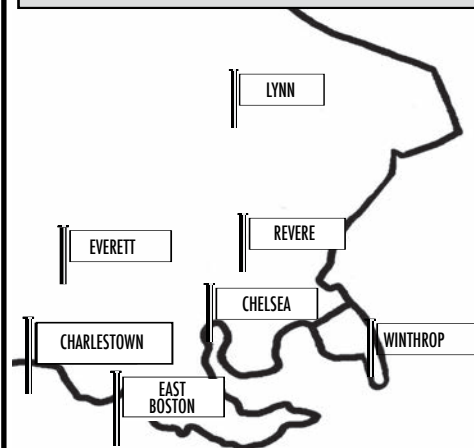 LYNN
REVERE
EVERETT
CHELSEA
CHARLESTOWN
WINTHROP
EAST
BOSTON